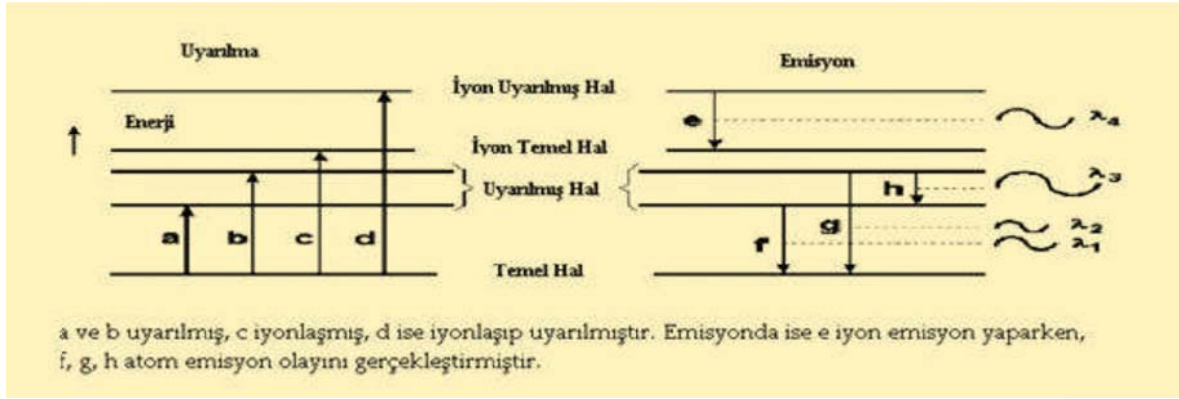 Uyarılma
Emisyon
İyon Uyarılmış Hal
Enerji
e
λ4
İyon Temel Hal
Uyarılmış Hal
h
λ3
a b c d
f
g
λ2
λ1
Temel Hal
a ve b uyarılmış, c iyonlaşmış, d ise iyonlaşıp uyarılmıştır. Emisyonda ise e iyon emisyon yaparken,
f, g, h atom emisyon olayını gerçekleştirmiştir.